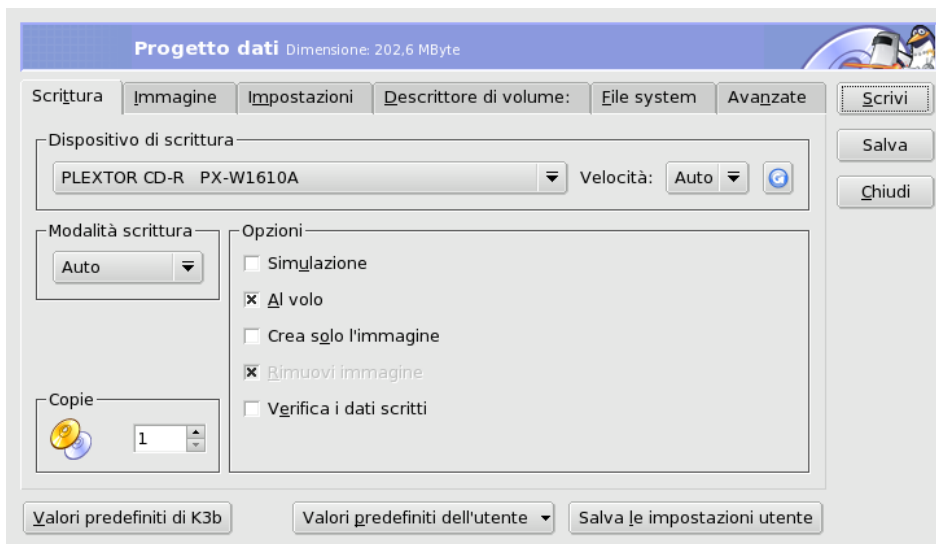 Progetto dati Dimensione: 202,6 MByte
Scrittura Immagine Impostazioni Descrittore di volume: File system Avanzate
Scrivi
Salva
Chiudi
Dispositivo di scrittura
PLEXTOR CD-R PX-W1610A Velocità: Auto
Modalità scrittura
Auto
Opzioni
Simulazione
Al volo
Crea solo l'immagine
Rimuovi immagine
Verifica i dati scritti
Copie
1
Valori predefiniti di K3b Valori predefiniti dell'utente Salva le impostazioni utente